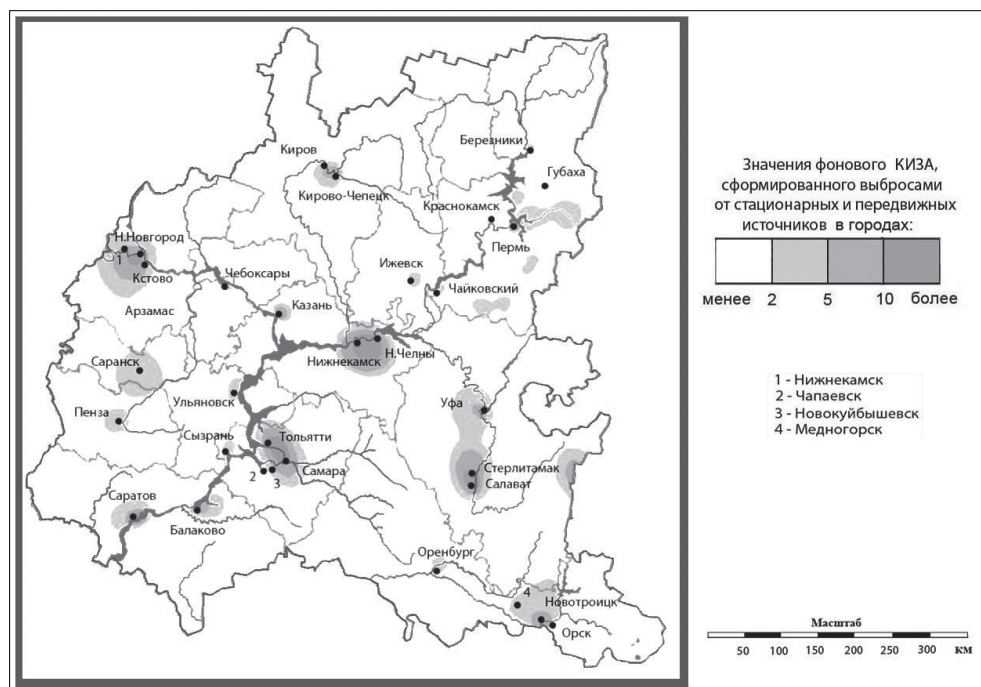 Березники
Киров
Губаха
Кирово-Чепецк
Краснокамск
Пермь
Н.Новгород
1
Кстово
Чебоксары
Ижевск
Чайковский
Арзамас
Казань
Саранск
Нижнекамск
Н.Челны
Ульяновск
Уфа
Пенза
Сызрань
Тольятти
Самара
2
3
Стерлитамак
Салават
Саратов
Балаково
Оренбург
4
Новотроицк
Орск
Значения фонового КИЗА,
сформированного выбросами
от стационарных и передвижных
источников в городах:
менее 2 5 10 более
1 - Нижнекамск
2 - Чапаевск
3 - Новокуйбышевск
4 - Медногорск
Масштаб
50 100 150 200 250 300 км